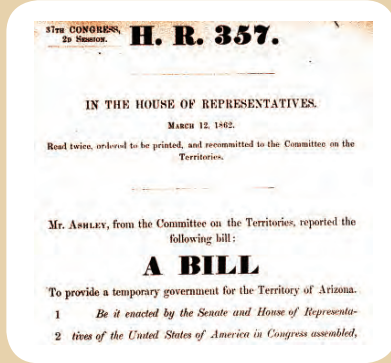 37TH CONGRESS,
2D SESSION.
H. R. 357.
IN THE HOUSE OF REPRESENTATIVES.
MARCH 12, 1862.
Read twice, ordered to be printed, and recommitted to the Committee on the
Territories.
Mr. ASHLEY, from the Committee on the Territories, reported the
following bill:
A BILL
To provide a temporary government for the Territory of Arizona.
1 Be it enacted by the Senate and House of Representa-
2 tives of the United States of America in Congress assembled,